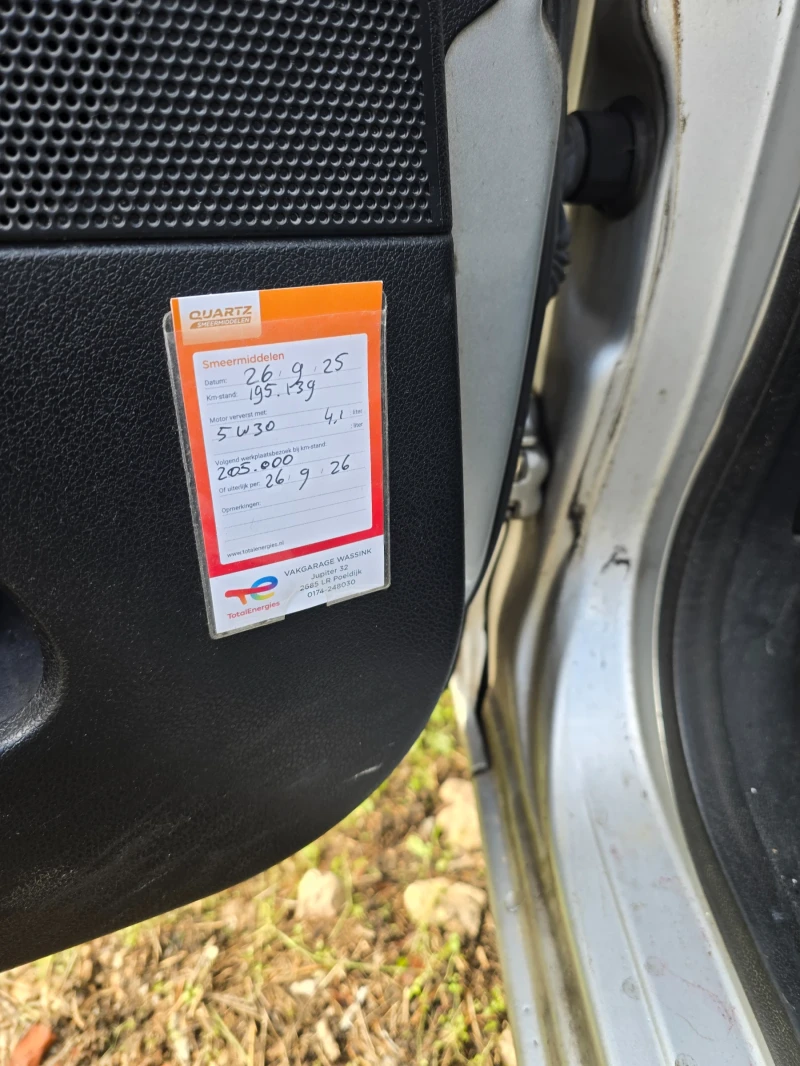 QUARTZ
SMEERMIDDELEN
Smeermiddelen
Datum: 26 9 25
Km-stand: 195.139
Motor ververst met:
5W30 4,1 liter
liter
Volgend werkplaatsbezoek bij km-stand
205.000
Of uiterlijk per: 26 9 26
Opmerkingen:
www.totalenergies.nl
TotalEnergies
VAKGARAGE WASSINK
Jupiter 32
2685 LR Poeldijk
0174-248030